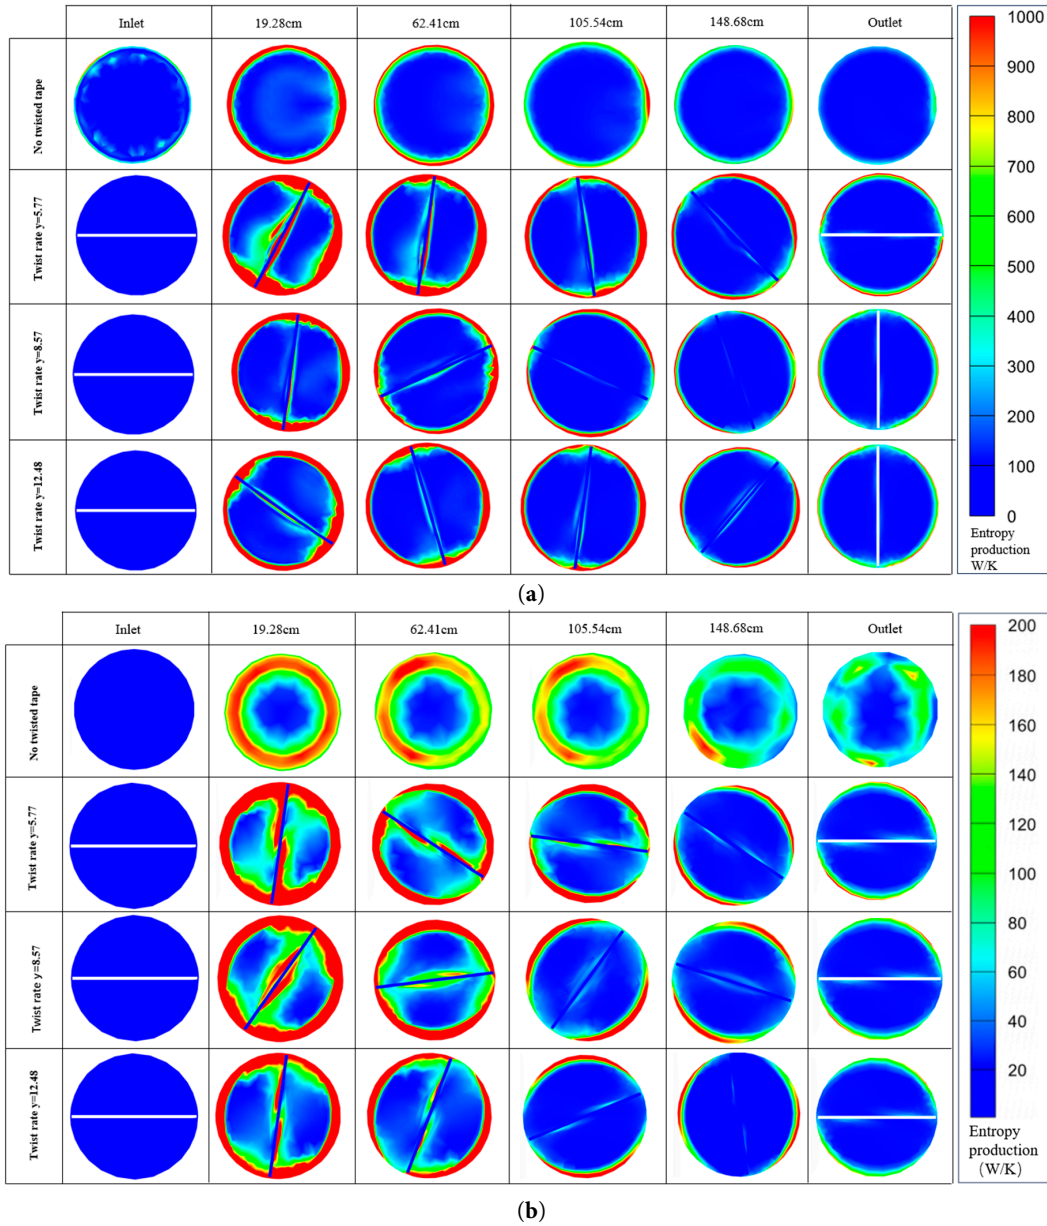 Inlet 19.28cm 62.41cm 105.54cm 148.68cm Outlet
No twisted tape
Twist rate y=5.77
Twist rate y=8.57
Twist rate y=12.48
1000
900
800
700
600
500
400
300
200
100
0
Entropy
production
W/K
(a)
Inlet 19.28cm 62.41cm 105.54cm 148.68cm Outlet
No twisted tape
Twist rate y=5.77
Twist rate y=8.57
Twist rate y=12.48
200
180
160
140
120
100
80
60
40
20
Entropy
production
(W/K)
(b)